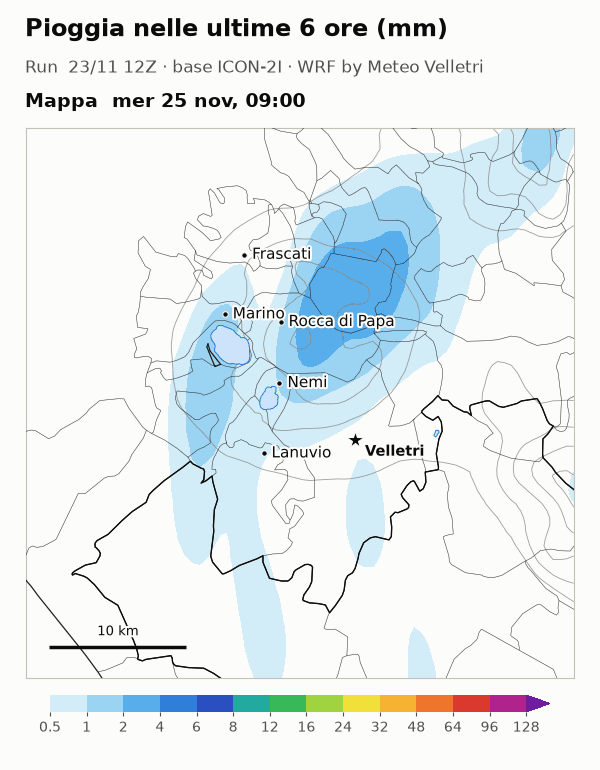 Pioggia nelle ultime 6 ore (mm)
Run  23/11 12Z · base ICON-2I · WRF by Meteo Velletri
Mappa  mer 25 nov, 09:00
Frascati
Marino
Rocca di Papa
Nemi
Velletri
Lanuvio
10 km
0.5 1 2 4 6 8 12 16 24 32 48 64 96 128